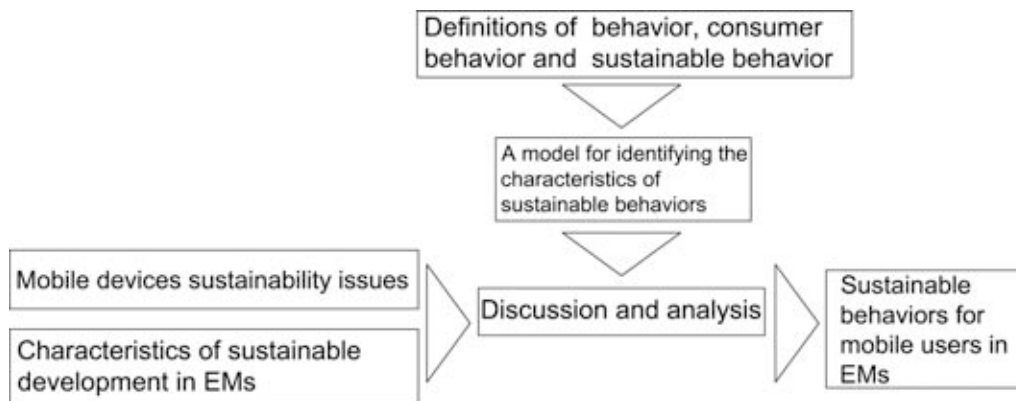 Definitions of behavior, consumer
behavior and sustainable behavior
A model for identifying the
characteristics of
sustainable behaviors
Mobile devices sustainability issues
Characteristics of sustainable
development in EMs
Discussion and analysis
Sustainable
behaviors for
mobile users in
EMs